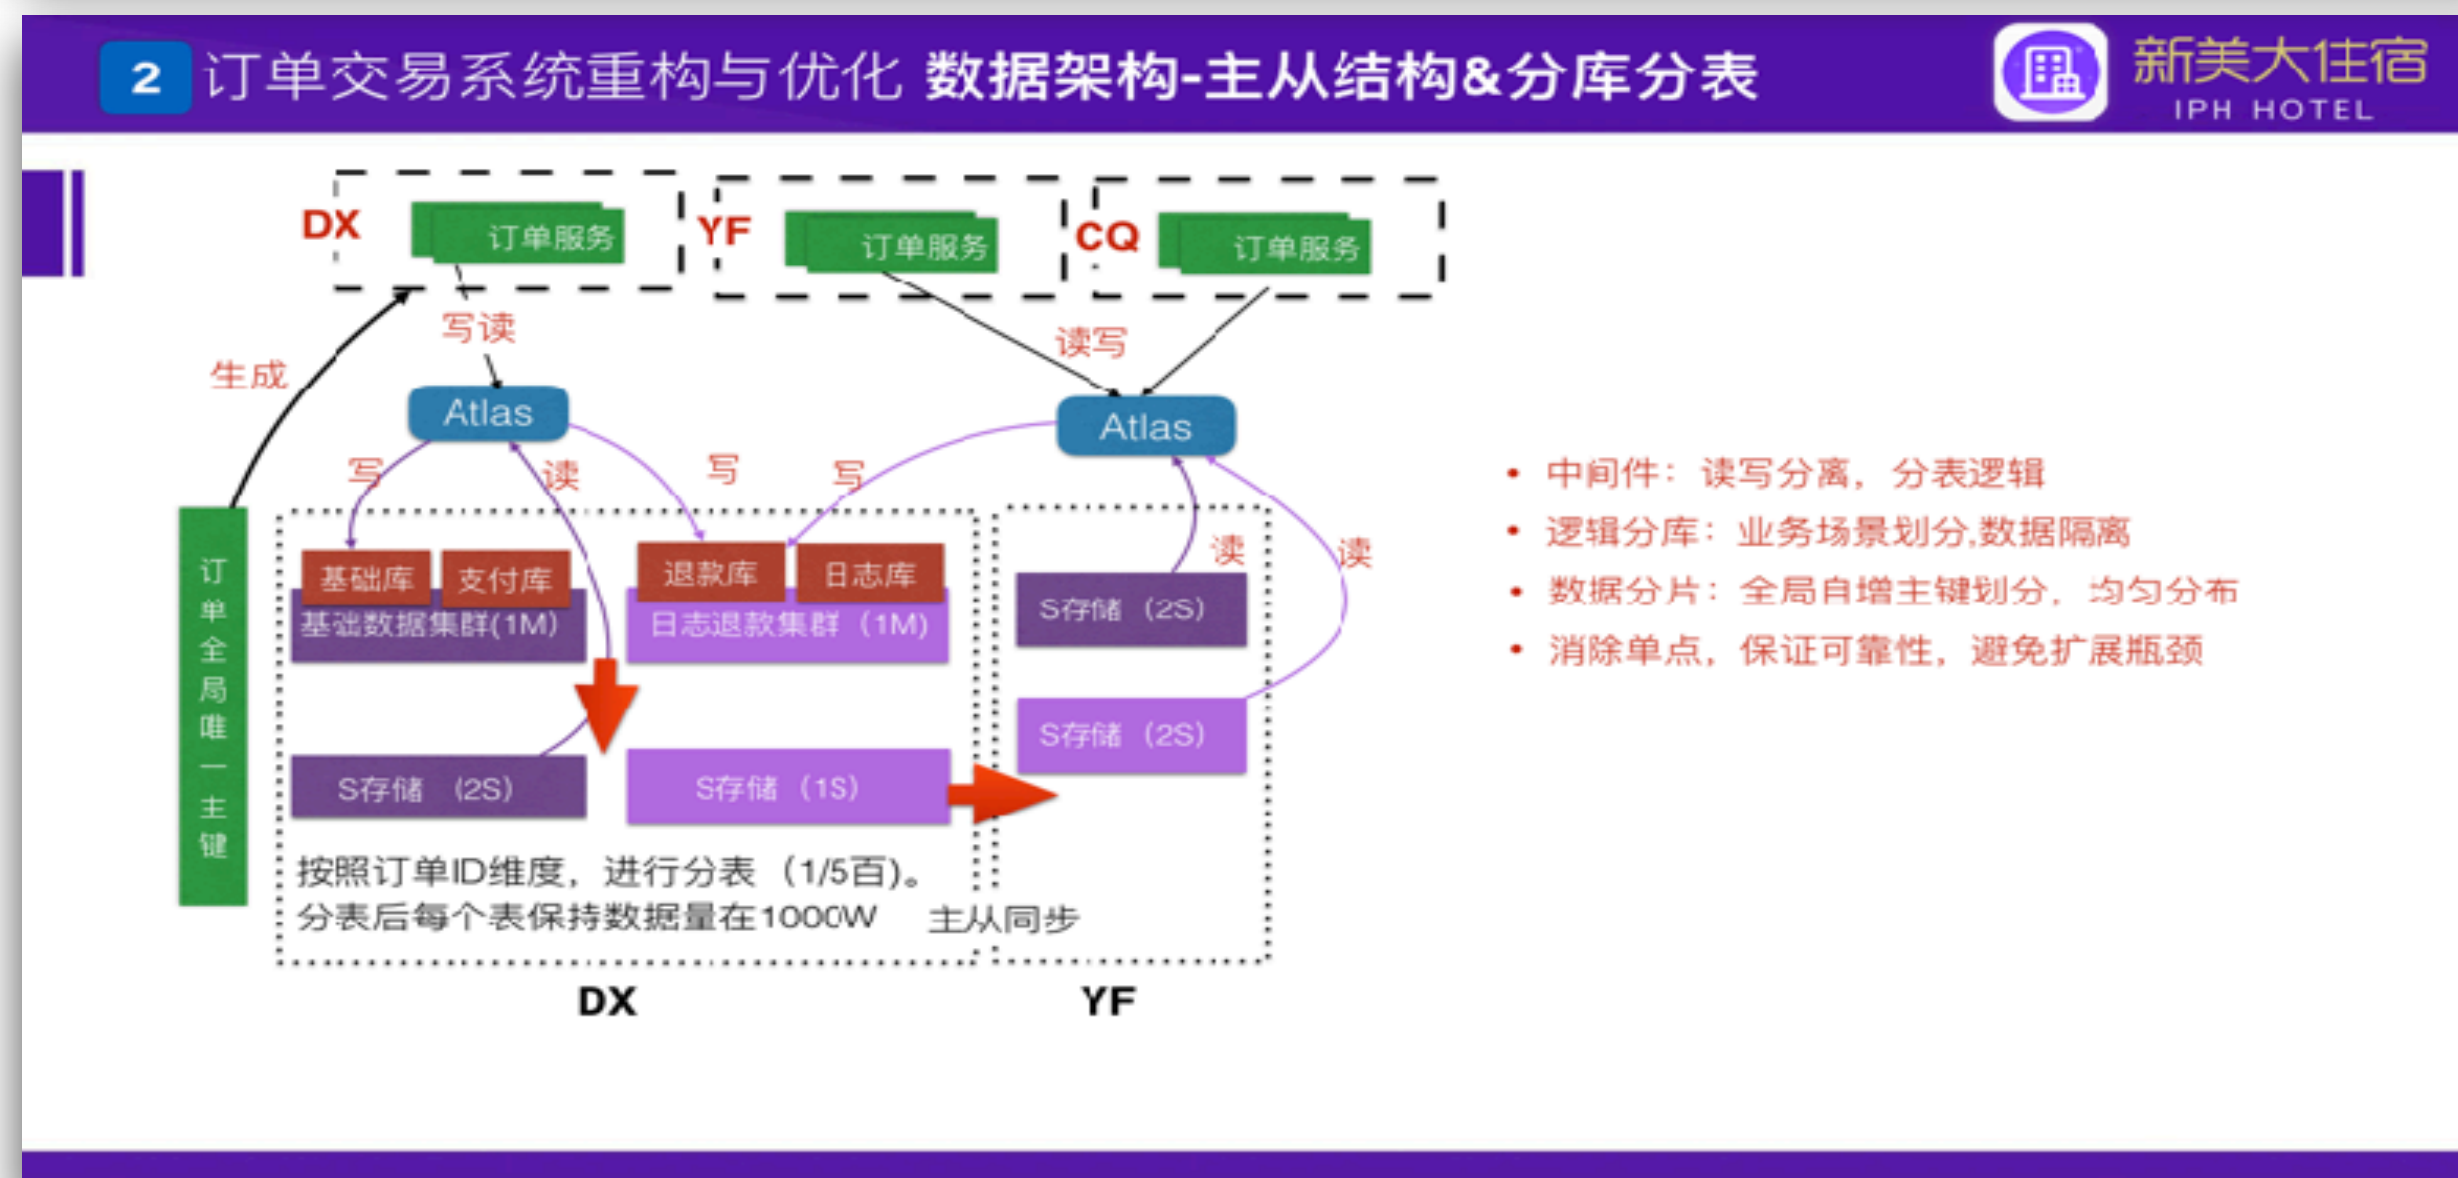 2 订单交易系统重构与优化 数据架构-主从结构&分库分表
新美大住宿
IPH HOTEL
DX
订单服务
YF
订单服务
CQ
订单服务
写读
读写
生成
Atlas
Atlas
写
读
写
写
订单全局唯一主键
基础库
支付库
退款库
日志库
基础数据集群(1M)
日志退款集群（1M）
读
读
S存储（2S）
S存储（2S）
S存储 （2S）
S存储（1S）
按照订单ID维度，进行分表（1/5百)。
分表后每个表保持数据量在1000W
主从同步
DX
YF
• 中间件：读写分离，分表逻辑
• 逻辑分库：业务场景划分,数据隔离
• 数据分片：全局自增主键划分，均匀分布
• 消除单点，保证可靠性，避免扩展瓶颈